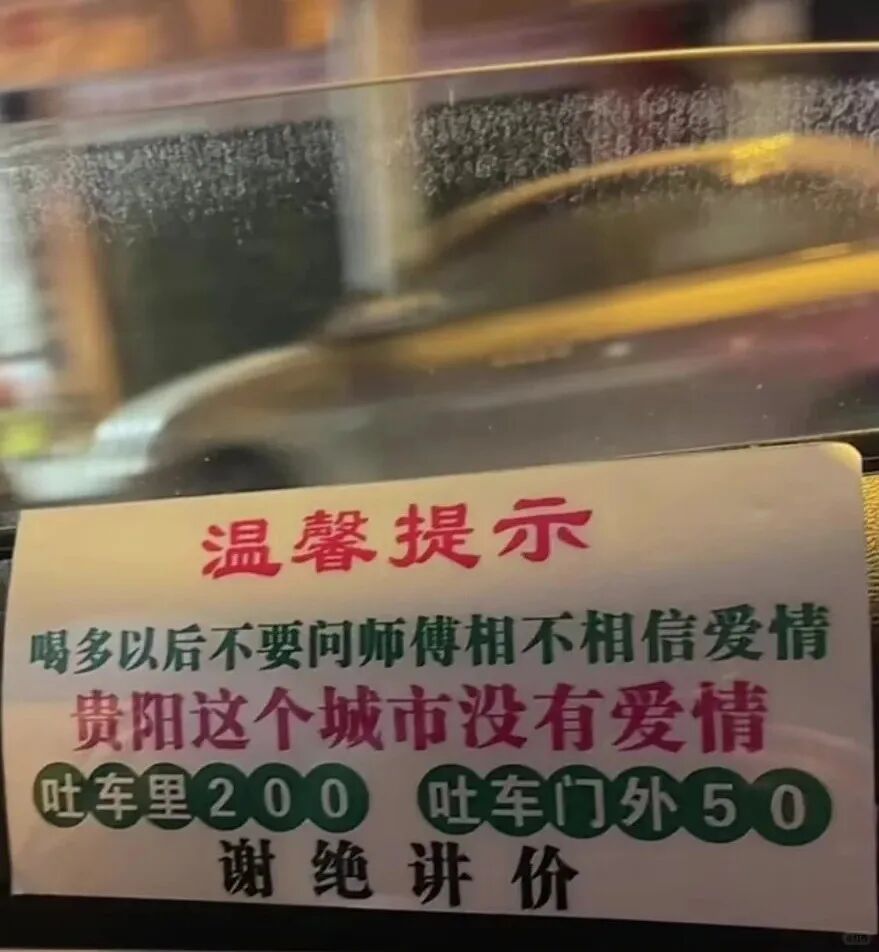 温馨提示
喝多以后不要问师傅相不相信爱情
贵阳这个城市没有爱情
吐车里200 吐车门外50
谢绝讲价